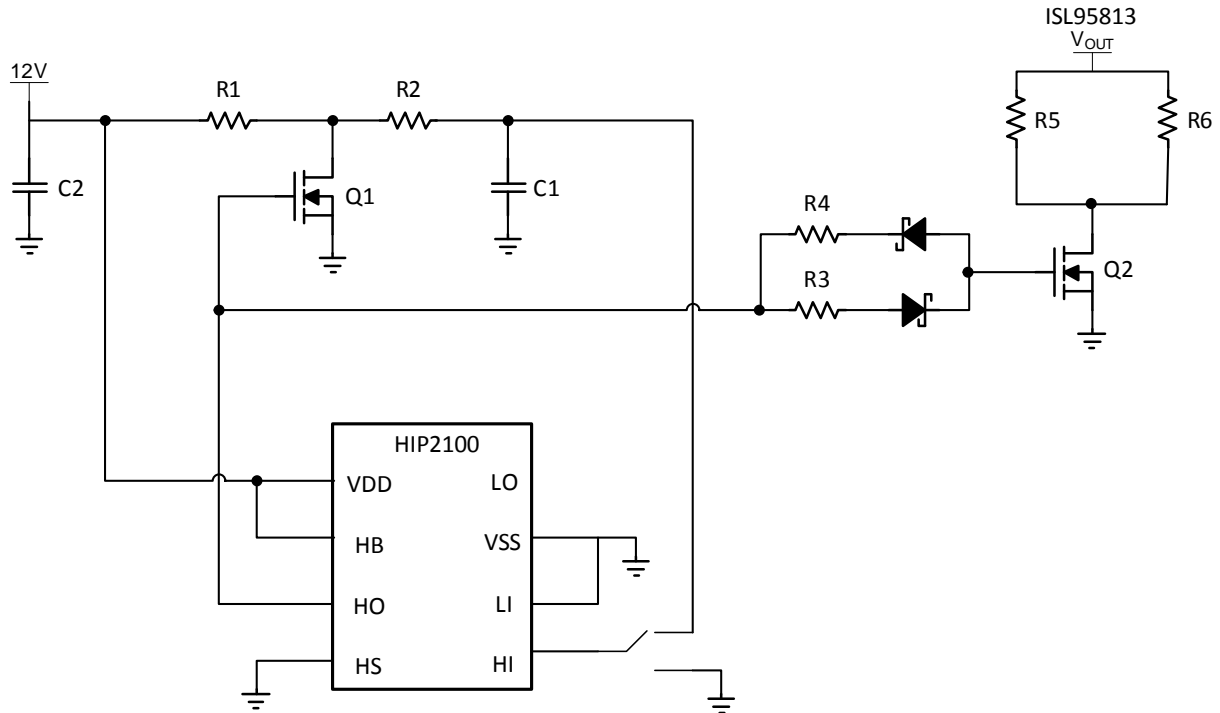 ISL95813
VOUT
12V
R1
R2
R5
R6
C2
Q1
C1
R4
R3
Q2
HIP2100
VDD
LO
HB
VSS
HO
LI
HS
HI